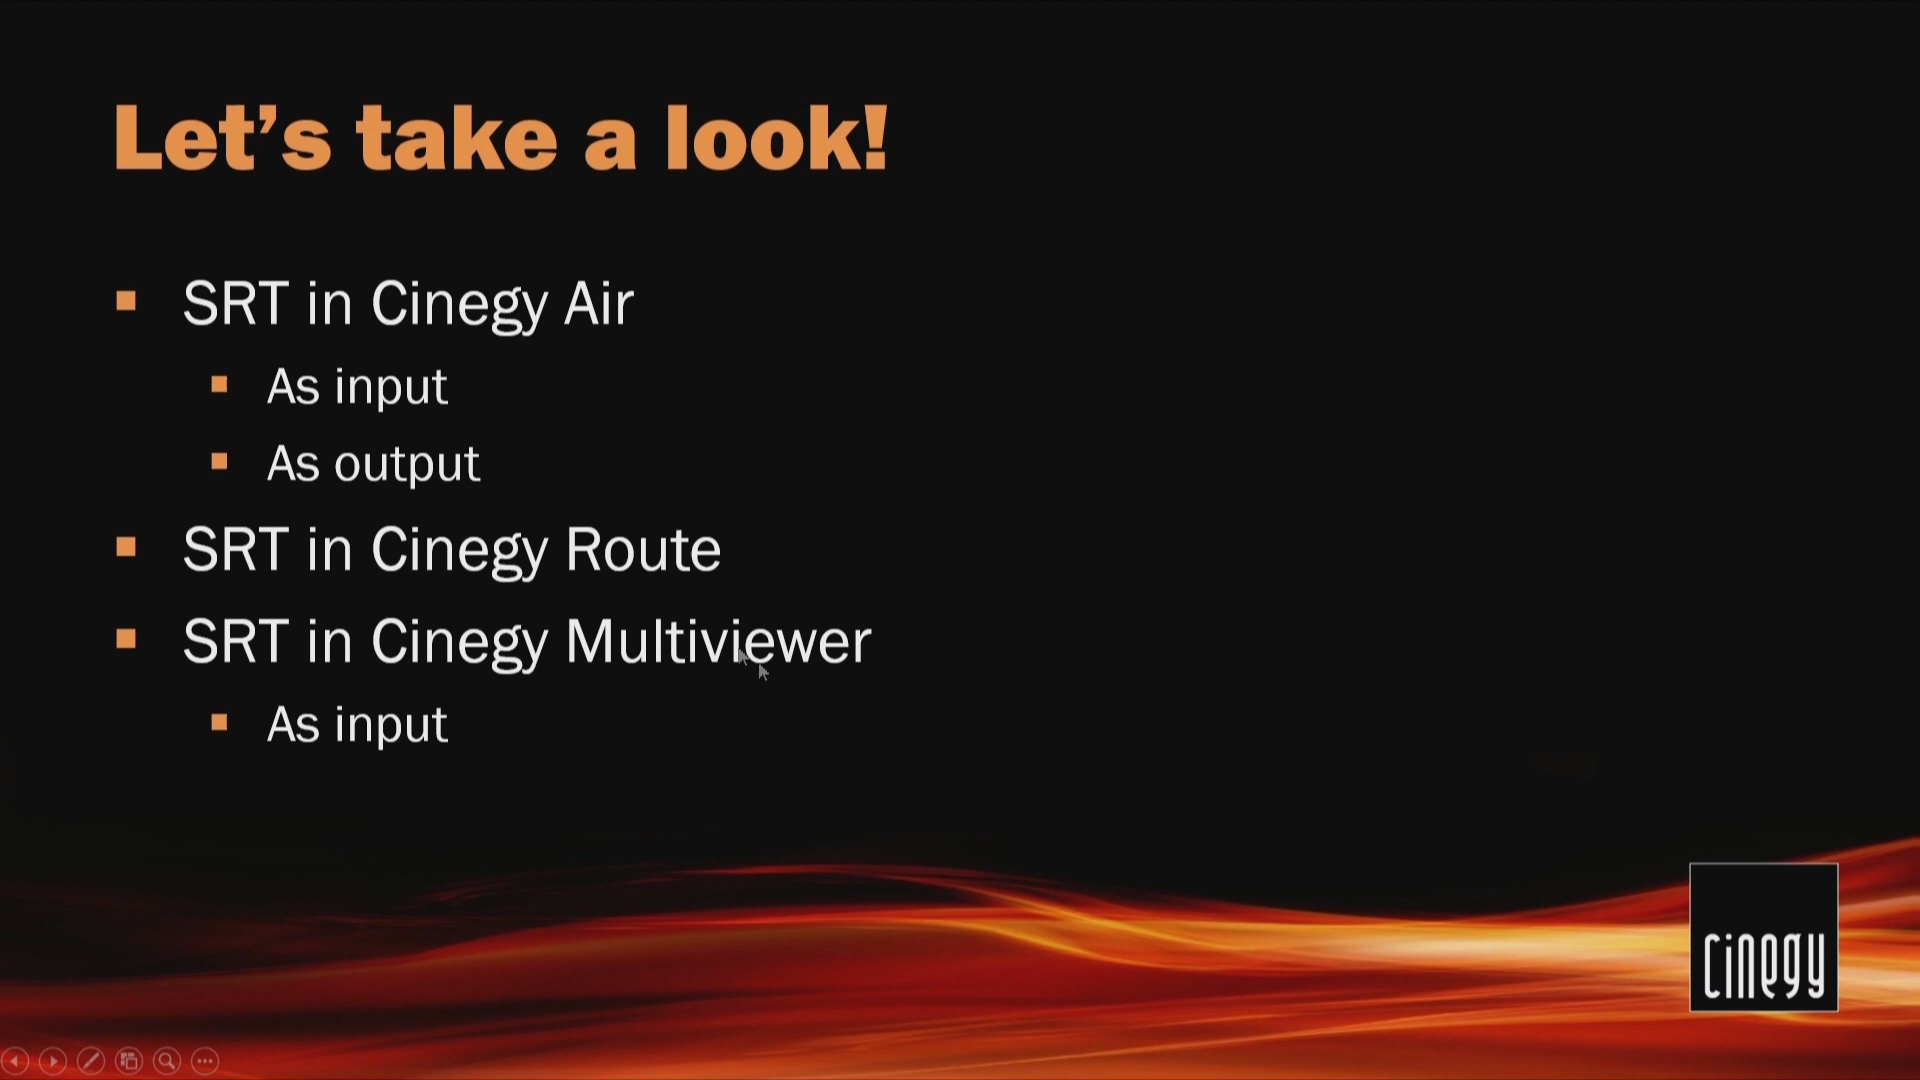 Let’s take a look!
SRT in Cinegy Air
As input
As output
SRT in Cinegy Route
SRT in Cinegy Multiviewer
As input
cinegy